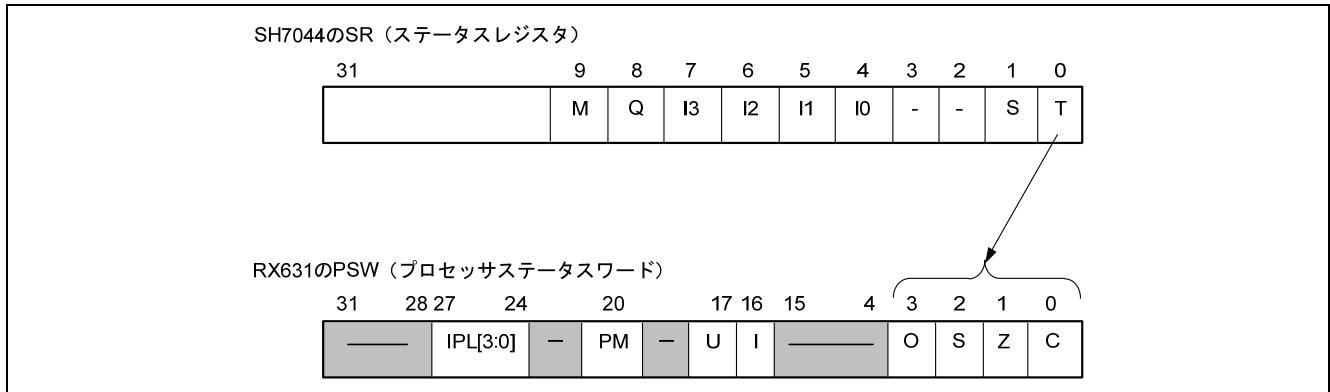 SH7044のSR（ステータスレジスタ）
31 9 8 7 6 5 4 3 2 1 0
M Q I3 I2 I1 I0 - - S T
RX631のPSW（プロセッサステータスワード）
31 28 27 24 20 17 16 15 4 3 2 1 0
― IPL[3:0] － PM － U I ― O S Z C